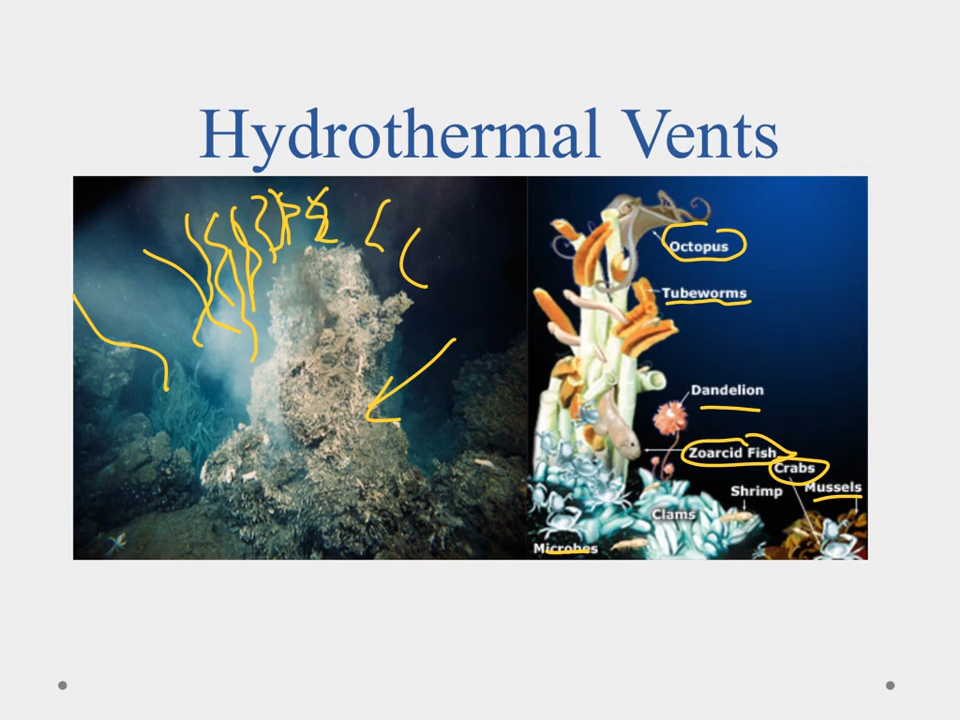 Hydrothermal Vents
Octopus
Tubeworms
Dandelion
Zoarcid Fish
Crabs
Mussels
Shrimp
Clams
Microbes